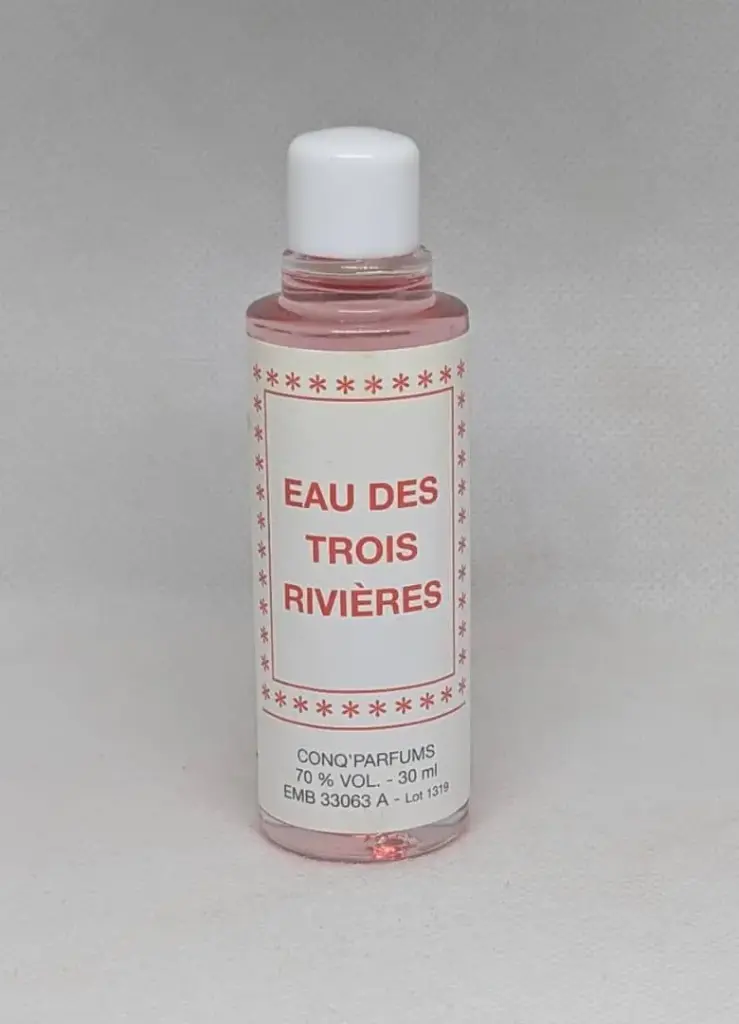 EAU DES
TROIS
RIVIÈRES
CONQ'PARFUMS
70 % VOL. - 30 ml
EMB 33063 A - Lot 1319